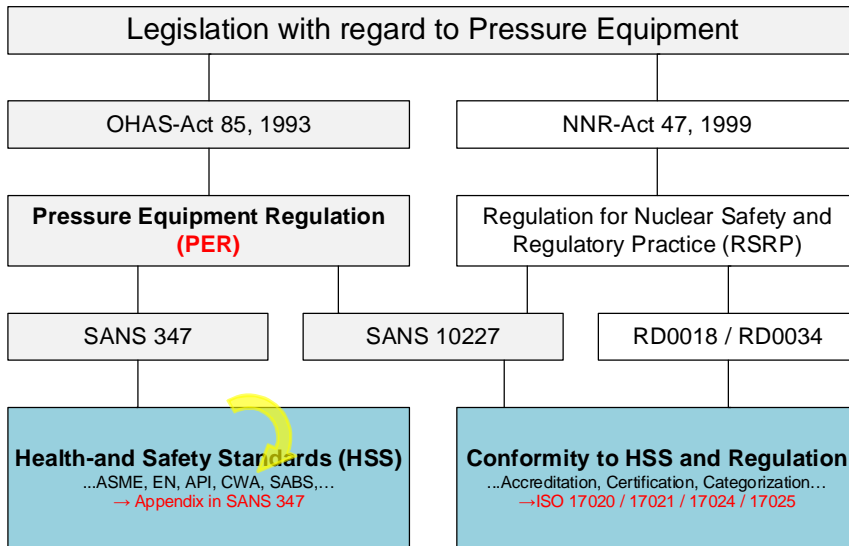 Legislation with regard to Pressure Equipment
OHAS-Act 85, 1993
NNR-Act 47, 1999
Pressure Equipment Regulation
(PER)
Regulation for Nuclear Safety and
Regulatory Practice (RSRP)
SANS 347
SANS 10227
RD0018 / RD0034
Health-and Safety Standards (HSS)
...ASME, EN, API, CWA, SABS,...
→ Appendix in SANS 347
Conformity to HSS and Regulation
...Accreditation, Certification, Categorization...
→ISO 17020 / 17021 / 17024 / 17025